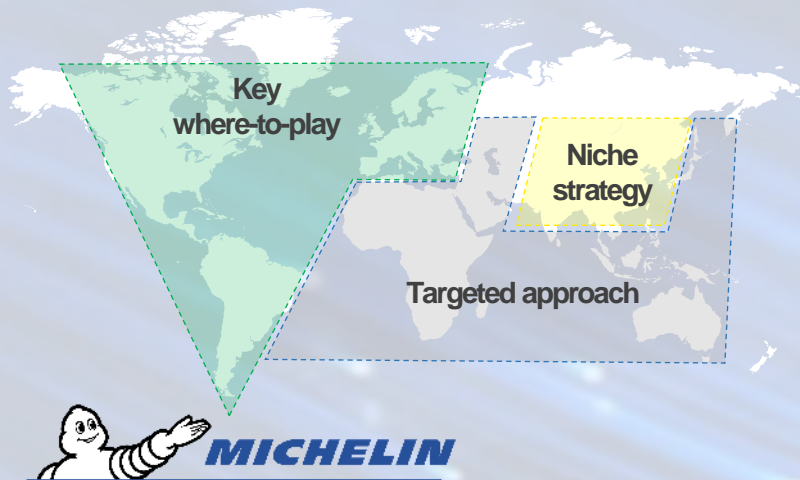 Key
where-to-play
Niche
strategy
Targeted approach
MICHELIN